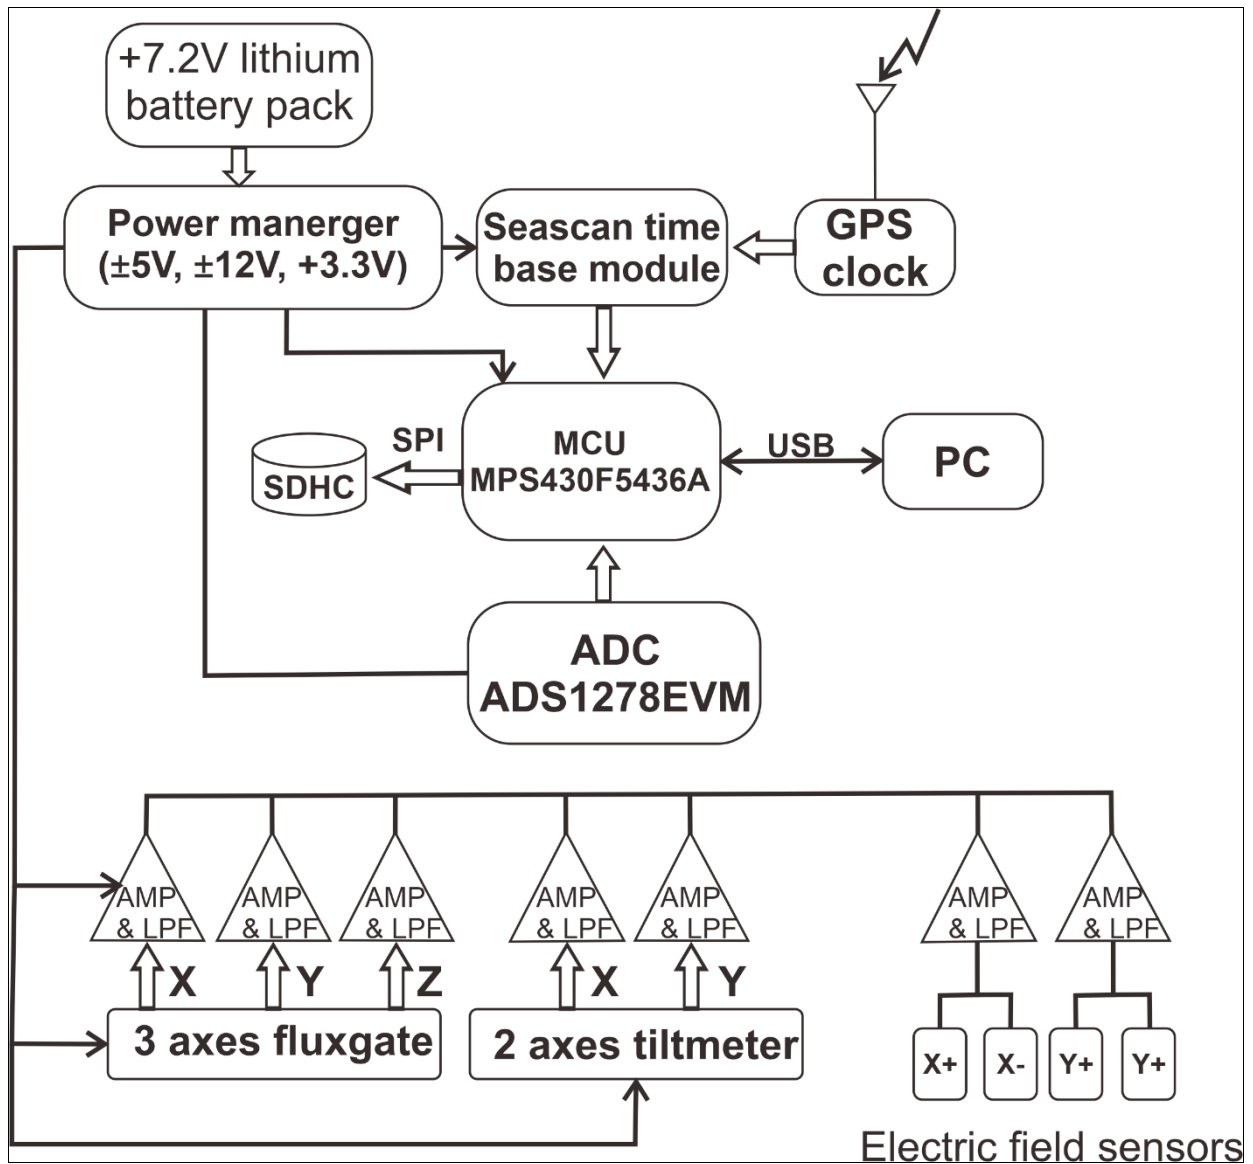 +7.2V lithium
battery pack
Power manerger
(±5V, ±12V, +3.3V)
Seascan time
base module
GPS
clock
SPI
SDHC
MCU
MPS430F5436A
USB
PC
ADC
ADS1278EVM
AMP
& LPF
AMP
& LPF
AMP
& LPF
AMP
& LPF
AMP
& LPF
AMP
& LPF
AMP
& LPF
X
Y
Z
X
Y
3 axes fluxgate
2 axes tiltmeter
X+
X-
Y+
Y+
Electric field sensors